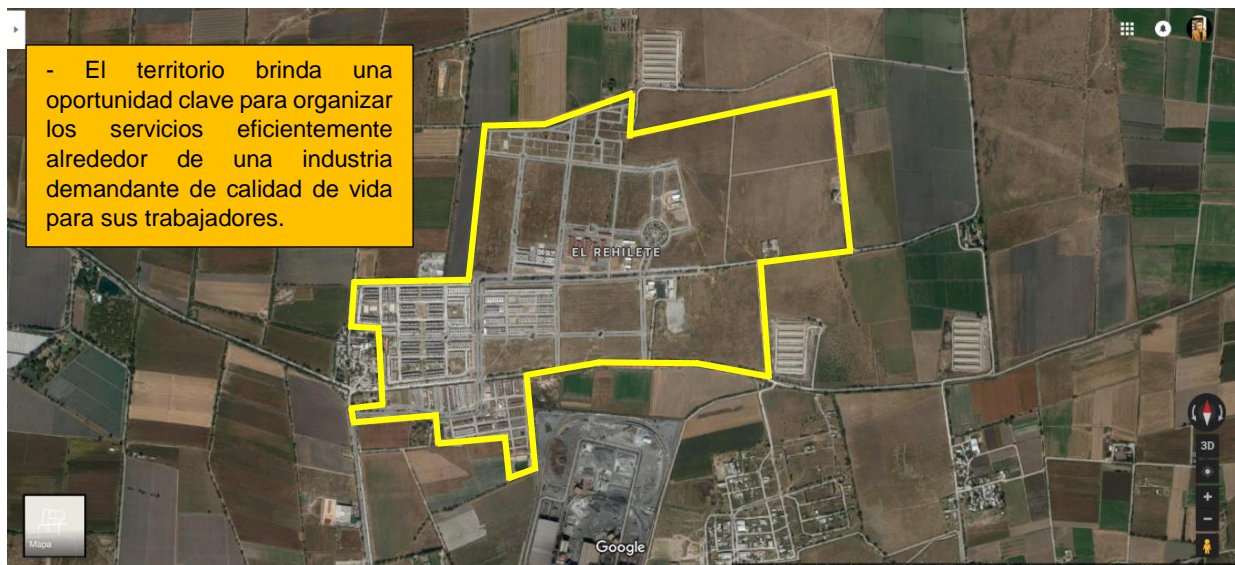 - El territorio brinda una
oportunidad clave para organizar
los servicios eficientemente
alrededor de una industria
demandante de calidad de vida
para sus trabajadores.
EL REHILETE
3D
+
−
Mapa
Google